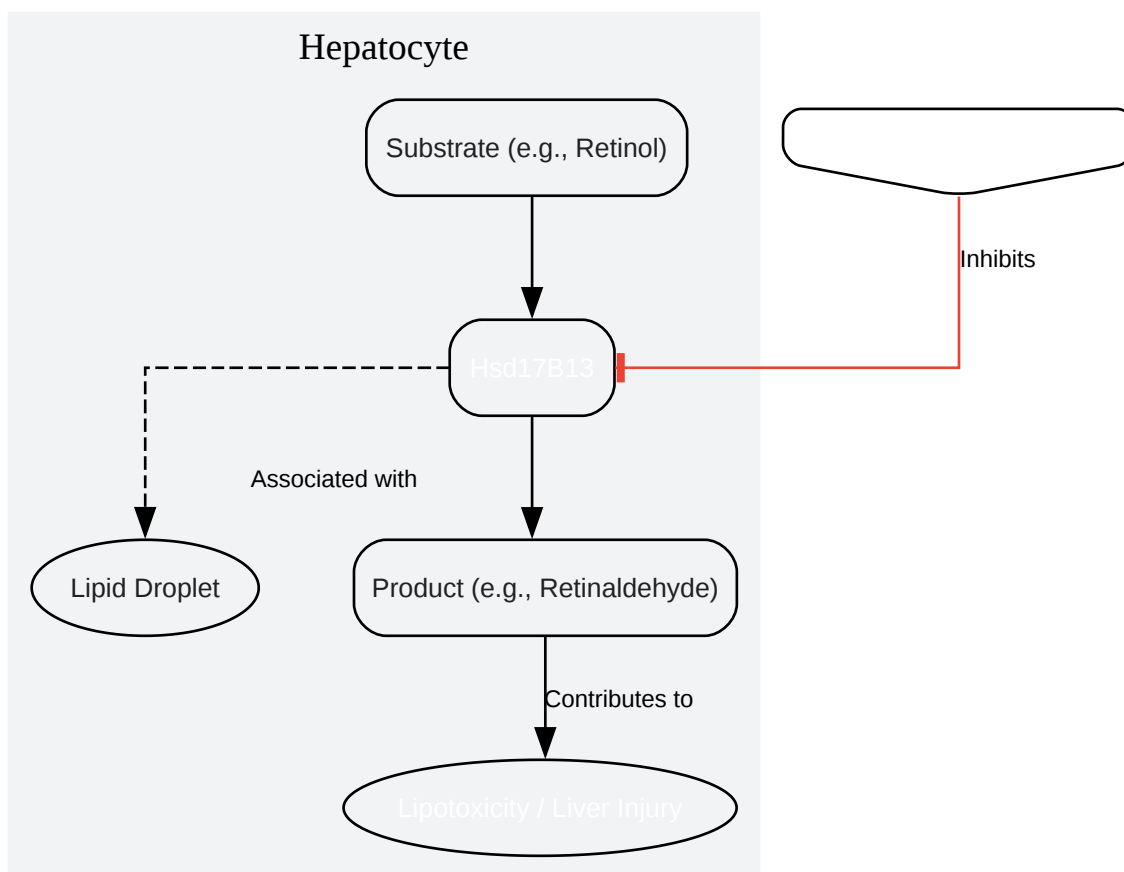 Hepatocyte
Substrate (e.g., Retinol)
Inhibits
Hsd17B13
Associated with
Lipid Droplet
Product (e.g., Retinaldehyde)
Contributes to
Lipotoxicity / Liver Injury